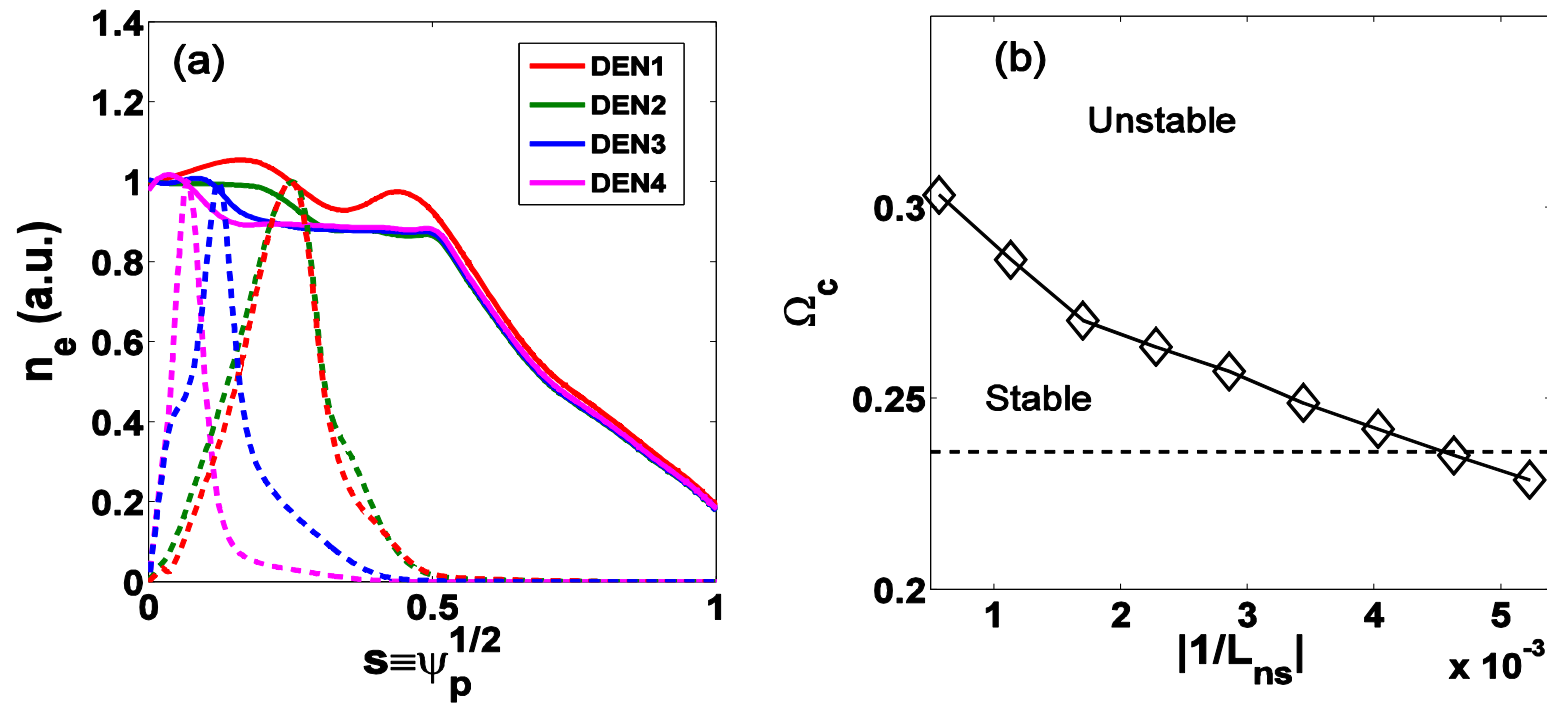 (a)
1.4
1.2
1
0.8
0.6
0.4
0.2
0
n_e (a.u.)
DEN1
DEN2
DEN3
DEN4
0
0.5
1
s≡ψ_p^1/2
(b)
Unstable
Stable
0.3
0.25
0.2
Ω_c
1
2
3
4
5
|1/L_ns|
x 10^-3